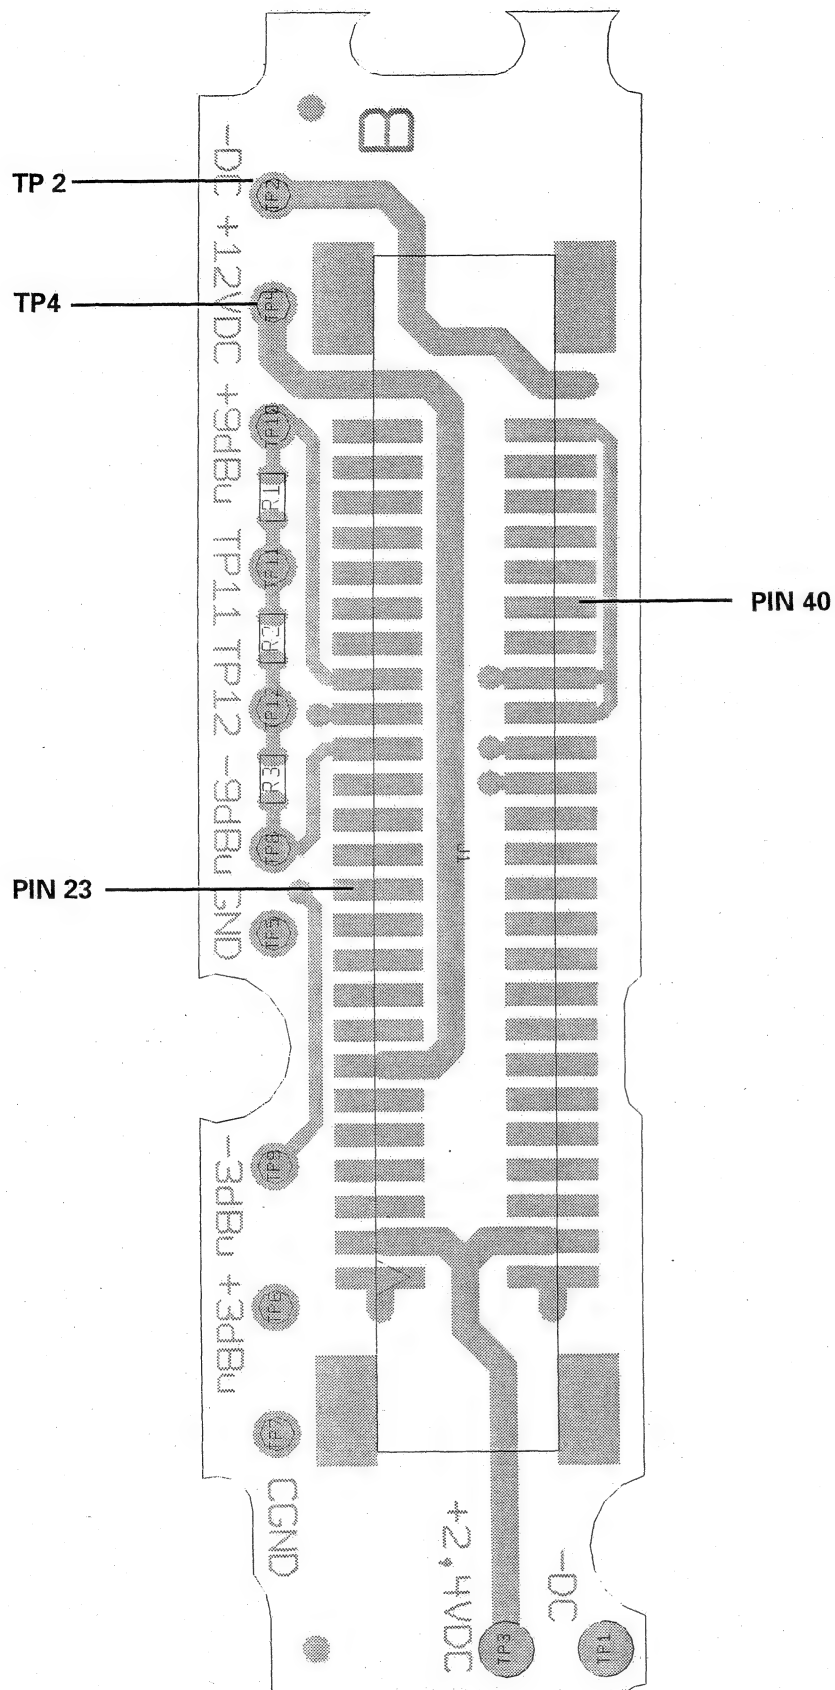 B
TP 2
TP4
PIN 40
PIN 23
-DC +12VDC +9dBu TP11 TP12 -9dBu GND
-3dBu +3dBu
CGND
+2,4VDC
-DC
TP2
TP4
TP10
R1
TP11
R2
TP12
R3
TP8
TP5
TP9
TP6
TP7
J1
TP3
TP1